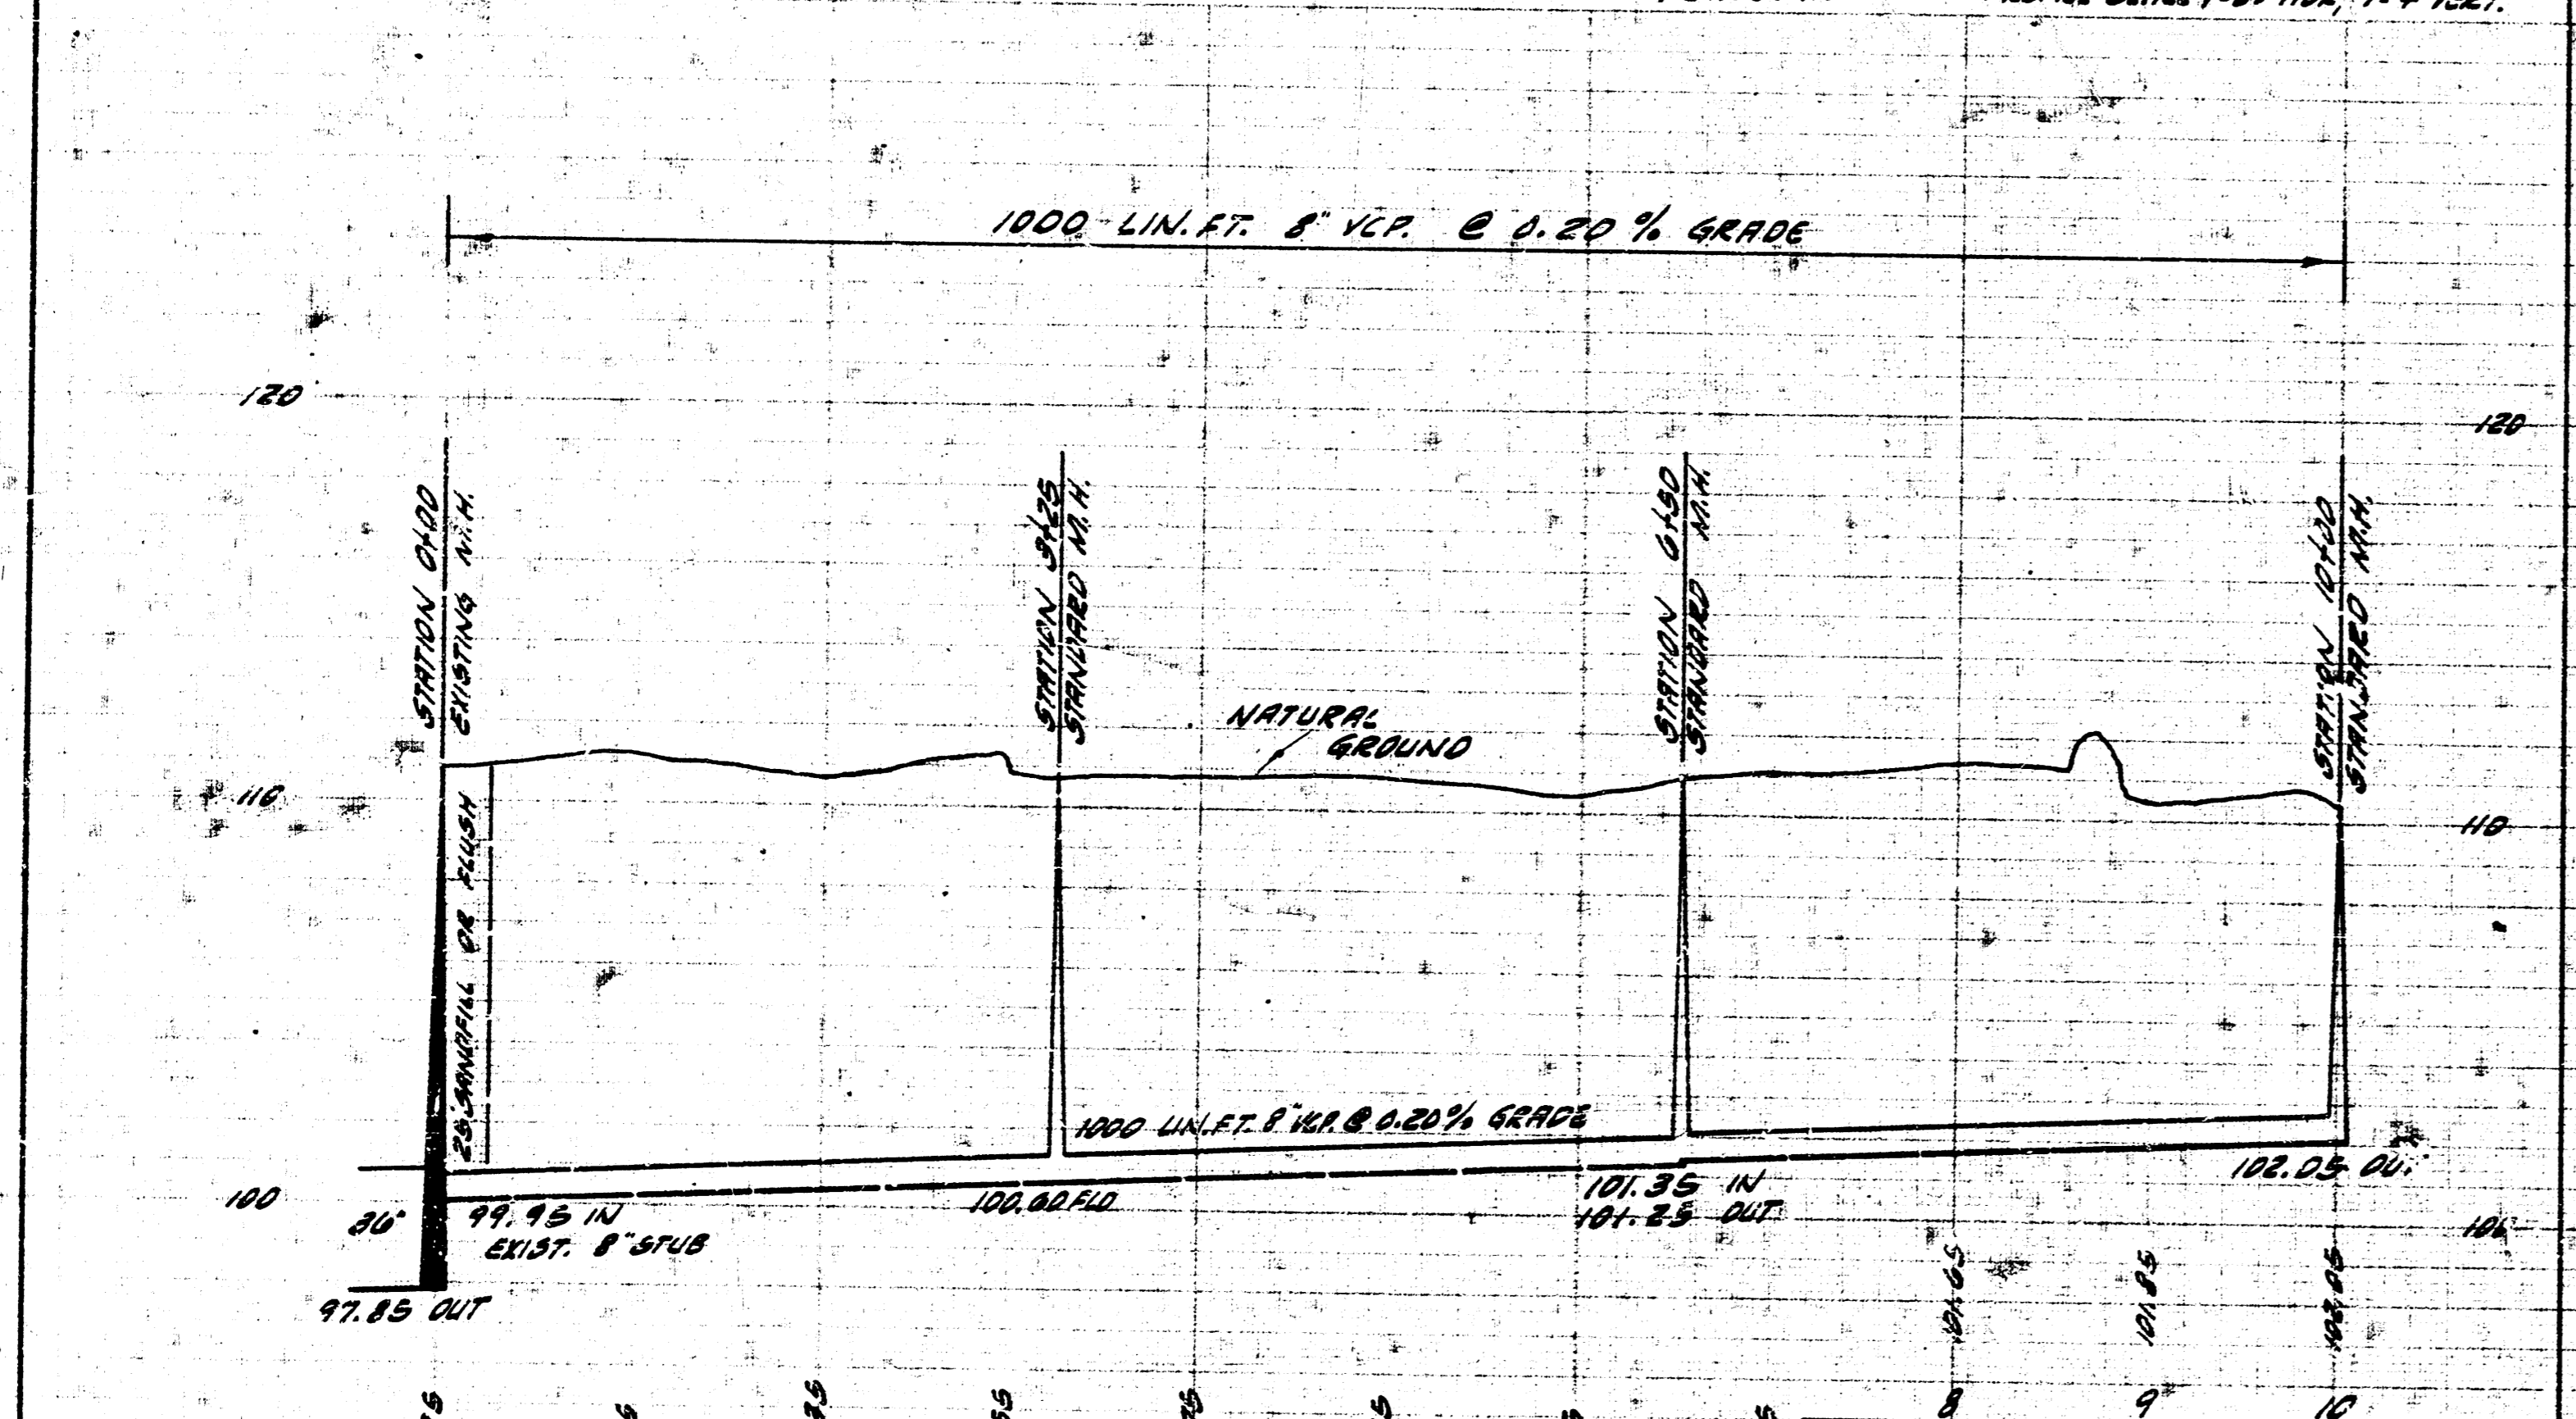 1000 LIN. FT. 8" VCP. @ 0.20 % GRADE
120
120
STATION 0+00
EXISTING M.H.
STATION 3+25
STANDARD M.H.
STATION 6+50
STANDARD M.H.
STATION 10+00
STANDARD M.H.
NATURAL
GROUND
110
110
25' SANDFILL OR FLUSH
1000 LIN. FT. 8" VCP. @ 0.20% GRADE
100
36"
99.95 IN
EXIST. 8" STUB
100.60 FLO
101.35 IN
101.25 OUT
102.05
100
97.85 OUT
101.65
101.85
102.05
8
9
10